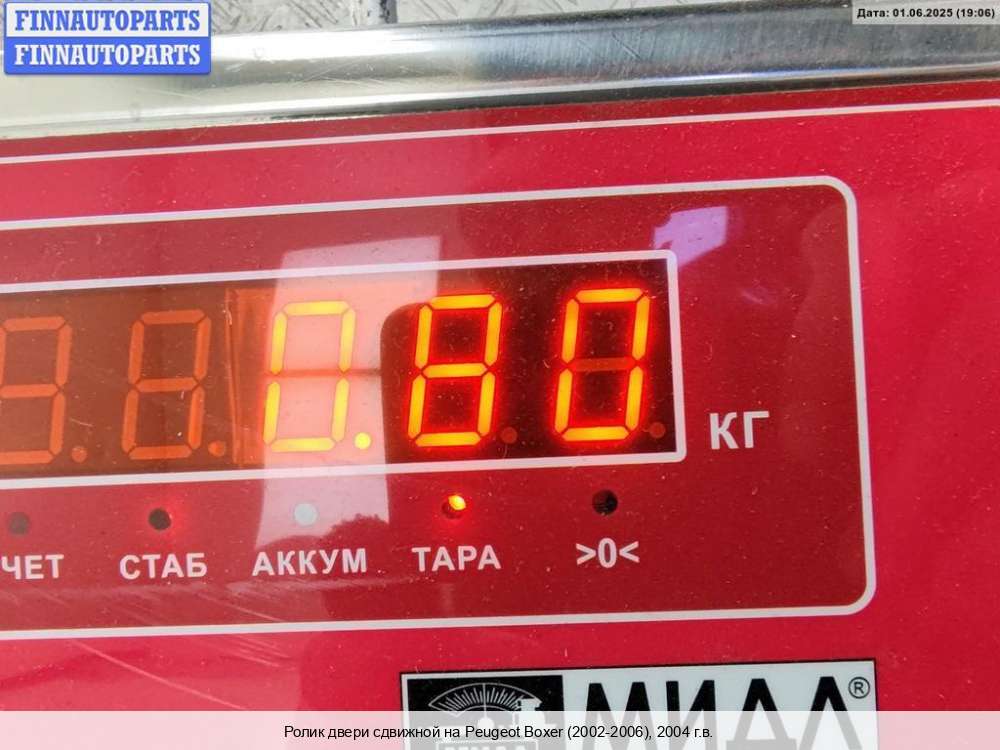 FINNAUTOPARTS
FINNAUTOPARTS
Дата: 01.06.2025 (19:06)
0.80
КГ
ЧЕТ СТАБ АККУМ ТАРА >0<
МИДЛ®
Ролик двери сдвижной на Peugeot Boxer (2002-2006), 2004 г.в.